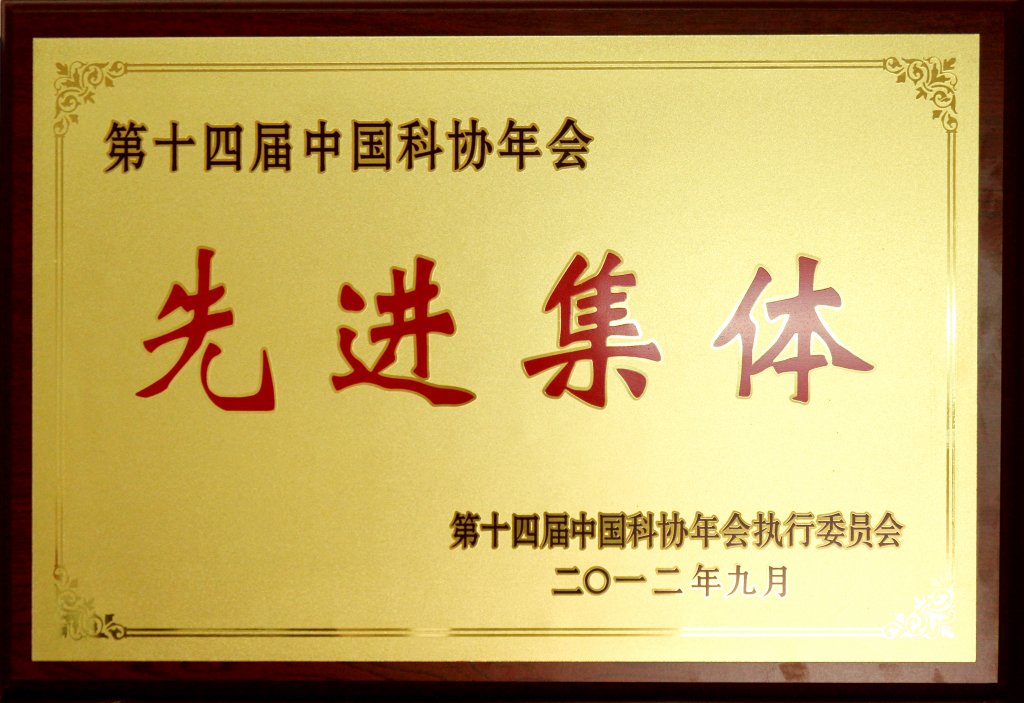 第十四届中国科协年会
先进集体
第十四届中国科协年会执行委员会
二〇一二年九月